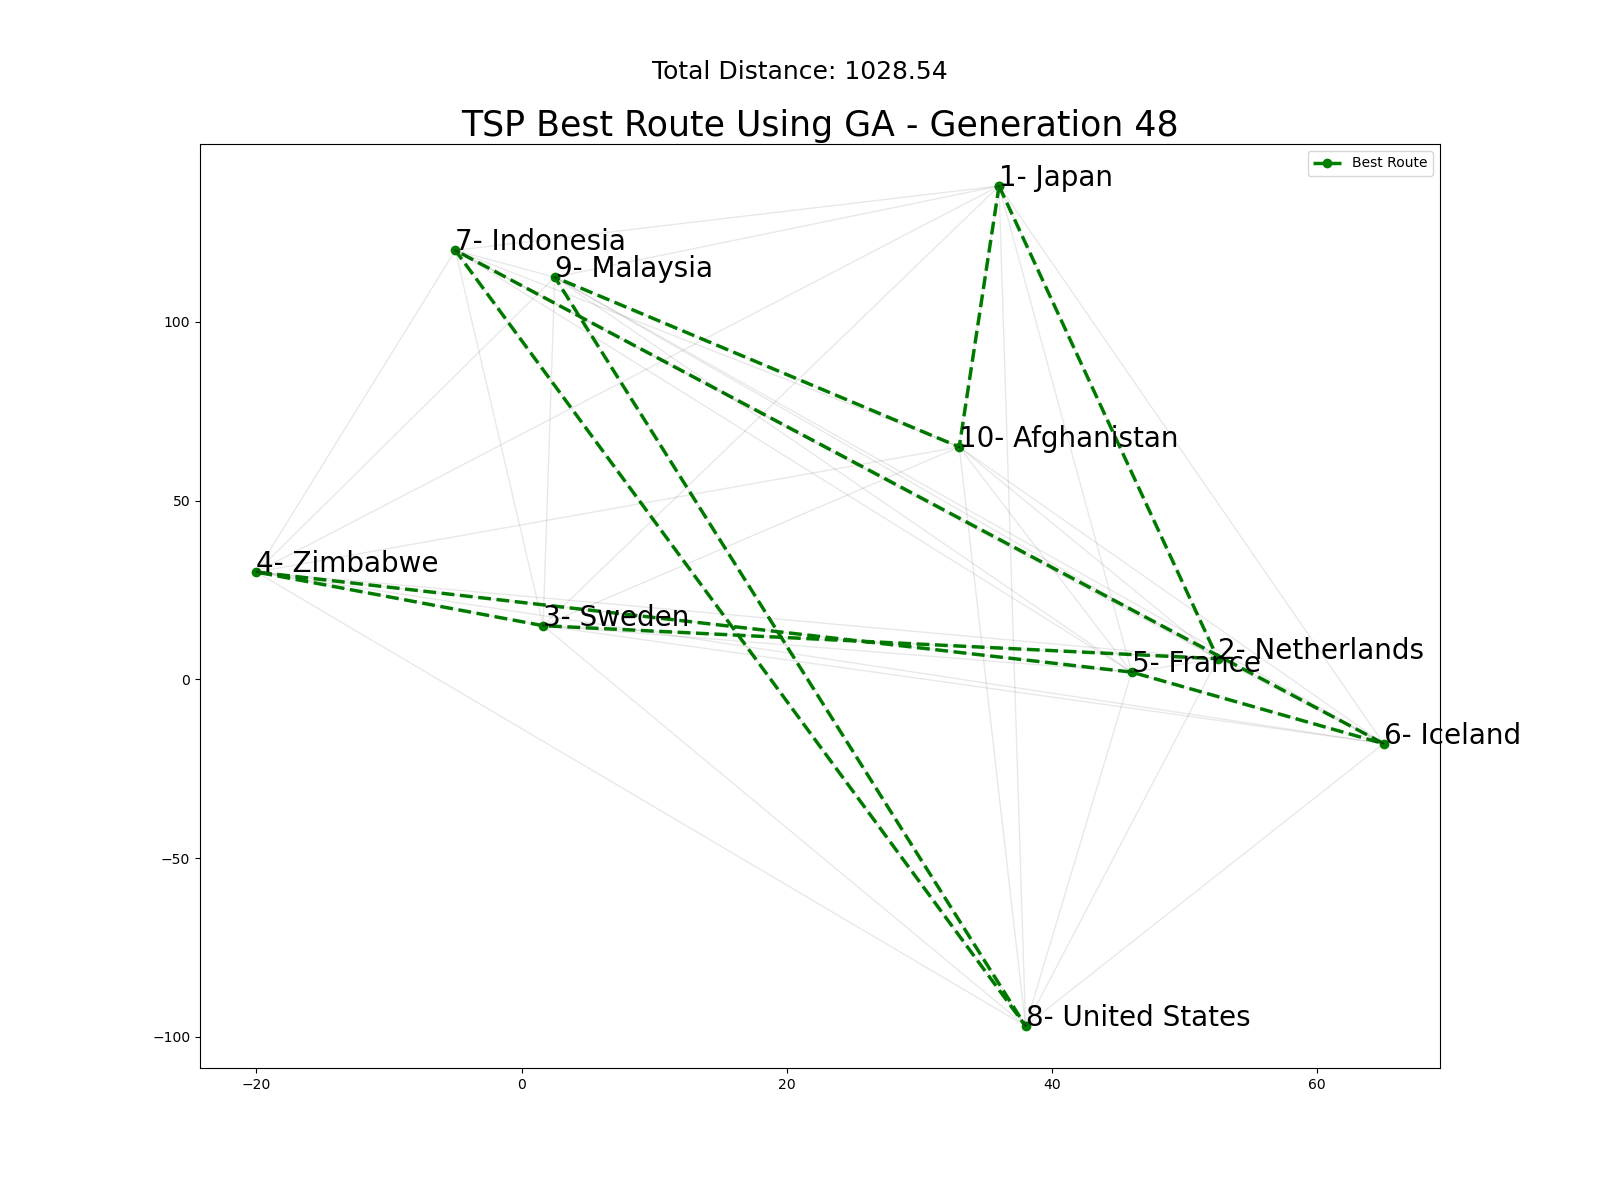 Total Distance: 1028.54
TSP Best Route Using GA - Generation 48
Best Route
1- Japan
7- Indonesia
9- Malaysia
10- Afghanistan
4- Zimbabwe
3- Sweden
2- Netherlands
5- France
6- Iceland
8- United States
100
50
0
−50
−100
−20
0
20
40
60